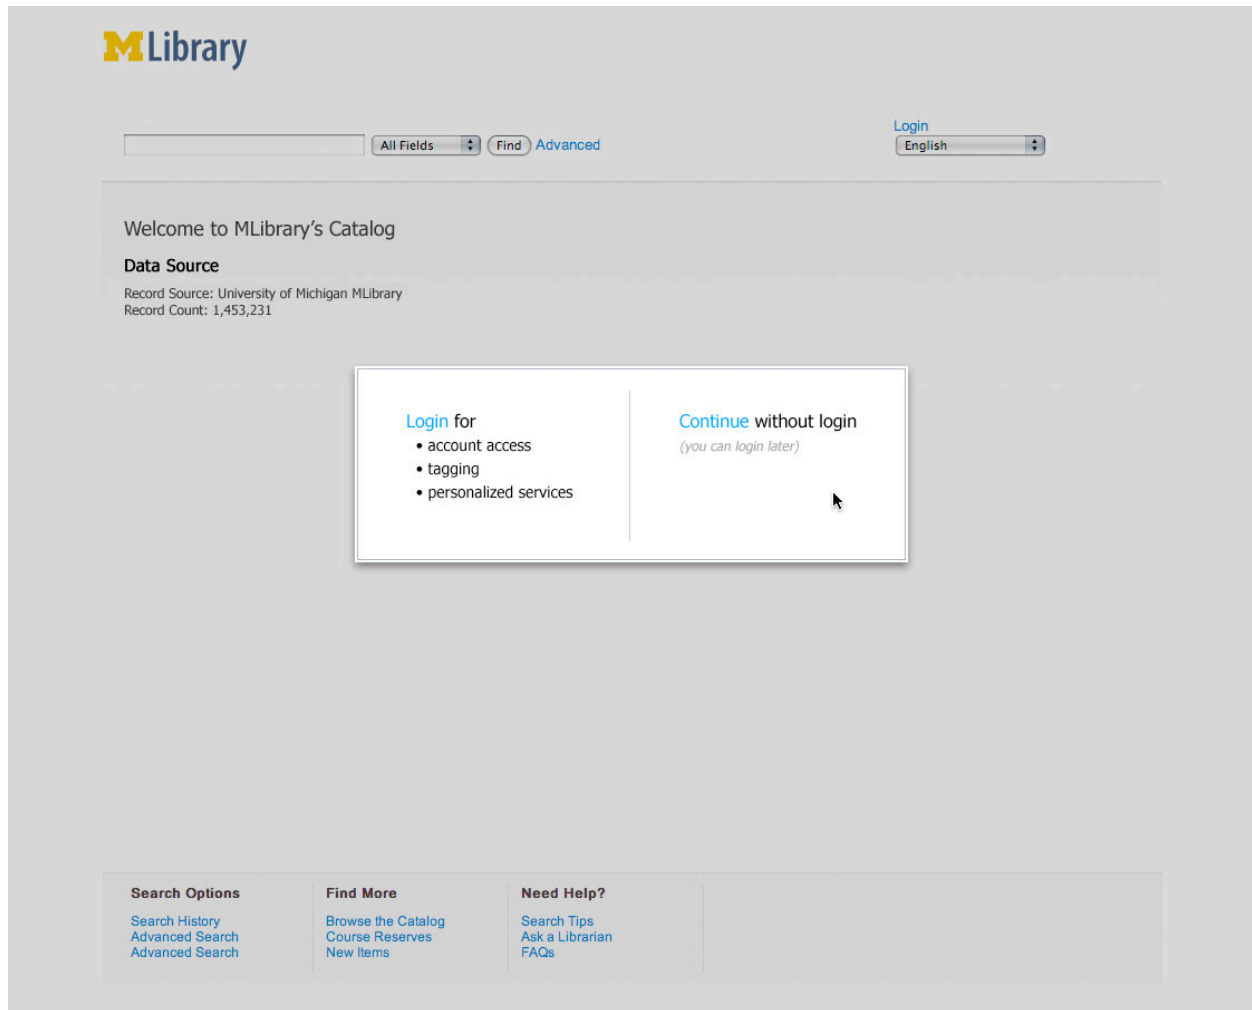 MLibrary
Login
All Fields Find Advanced English
Welcome to MLibrary's Catalog
Data Source
Record Source: University of Michigan MLibrary
Record Count: 1,453,231
Login for
• account access
• tagging
• personalized services
Continue without login
(you can login later)
Search Options
Search History
Advanced Search
Advanced Search
Find More
Browse the Catalog
Course Reserves
New Items
Need Help?
Search Tips
Ask a Librarian
FAQs